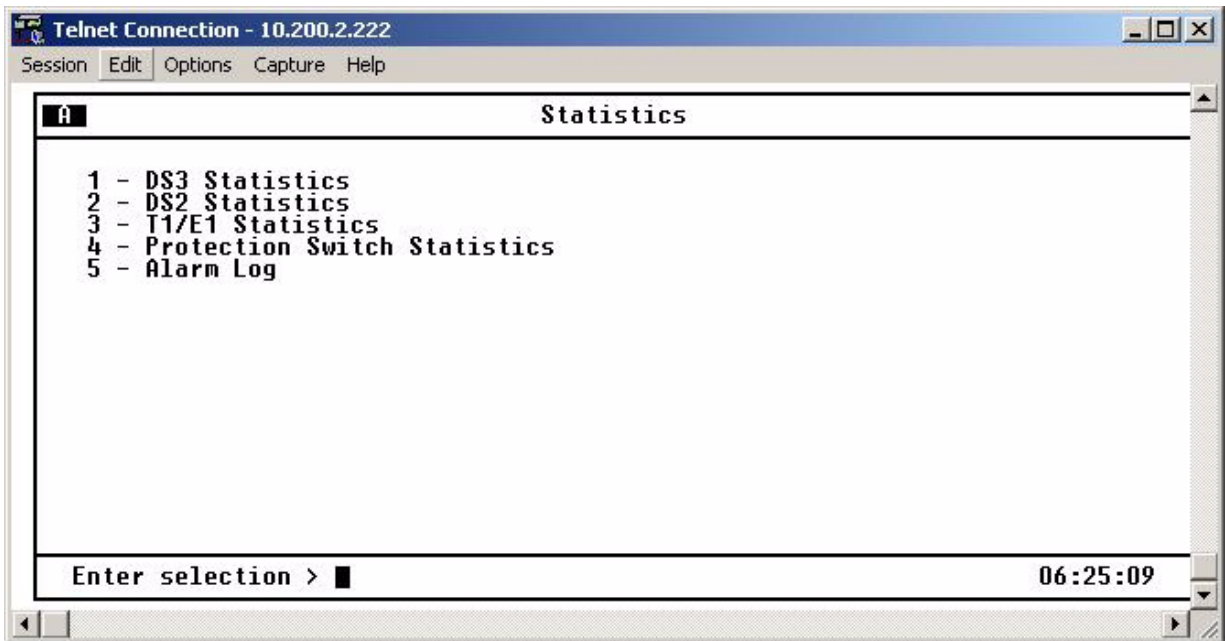 Telnet Connection - 10.200.2.222
Session Edit Options Capture Help
A Statistics
1 - DS3 Statistics
2 - DS2 Statistics
3 - T1/E1 Statistics
4 - Protection Switch Statistics
5 - Alarm Log
Enter selection > 06:25:09